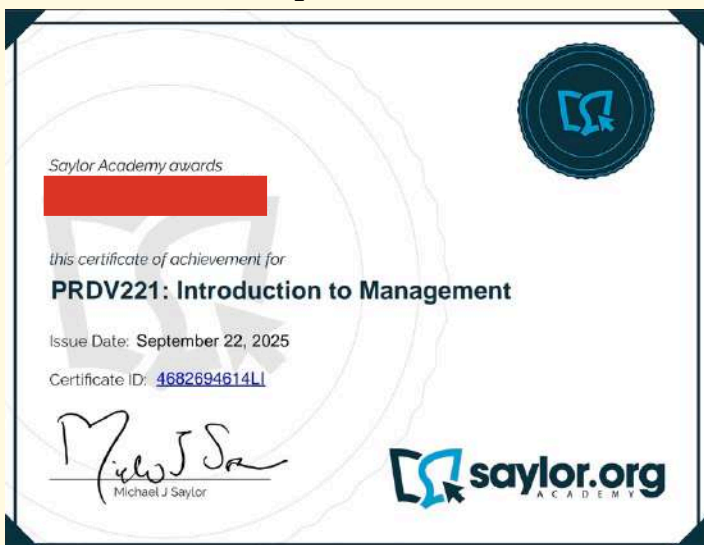 Saylor Academy awards
this certificate of achievement for
PRDV221: Introduction to Management
Issue Date: September 22, 2025
Certificate ID: 4682694614LI
Michael J Saylor
saylor.org
ACADEMY